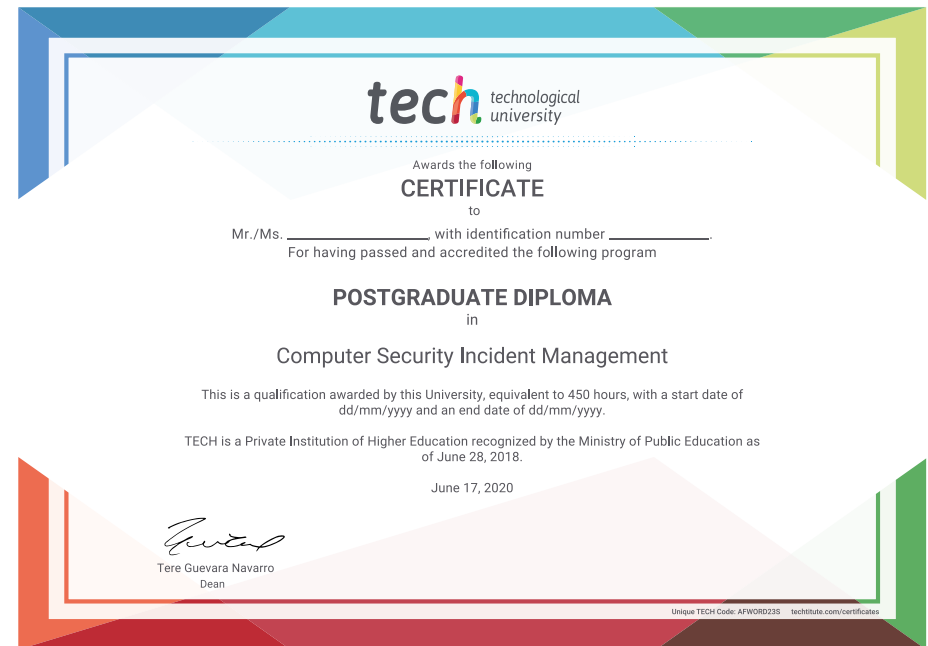 tech technological
university
Awards the following
CERTIFICATE
to
Mr./Ms. ____________________, with identification number ______________.
For having passed and accredited the following program
POSTGRADUATE DIPLOMA
in
Computer Security Incident Management
This is a qualification awarded by this University, equivalent to 450 hours, with a start date of
dd/mm/yyyy and an end date of dd/mm/yyyy.
TECH is a Private Institution of Higher Education recognized by the Ministry of Public Education as
of June 28, 2018.
June 17, 2020
Tere Guevara Navarro
Dean
Unique TECH Code: AFWORD23S techtitute.com/certificates